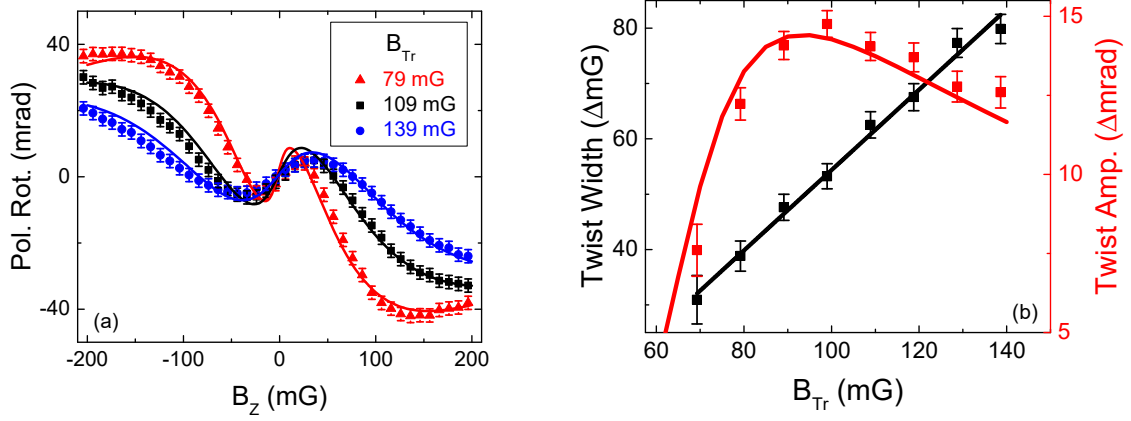 40
0
-40
Pol. Rot. (mrad)
B_Tr
79 mG
109 mG
139 mG
(a)
-200 -100 0 100 200
B_Z (mG)
80
60
40
Twist Width (ΔmG)
15
10
5
Twist Amp. (Δmrad)
(b)
60 80 100 120 140
B_Tr (mG)